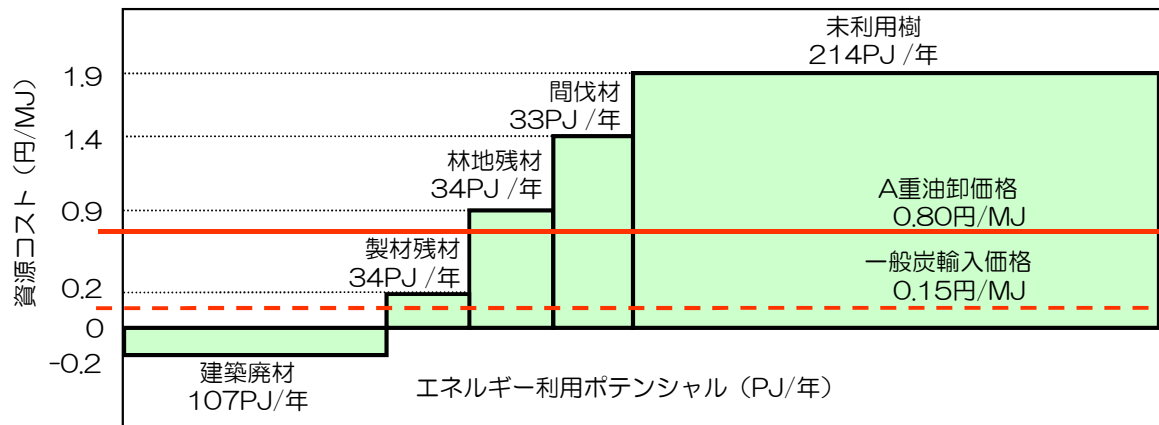 未利用樹
214PJ /年
1.9
間伐材
33PJ /年
1.4
林地残材
34PJ /年
A重油卸価格
0.80円/MJ
0.9
製材残材
34PJ /年
一般炭輸入価格
0.15円/MJ
0.2
0
-0.2
資源コスト（円/MJ）
建築廃材
107PJ/年
エネルギー利用ポテンシャル（PJ/年）